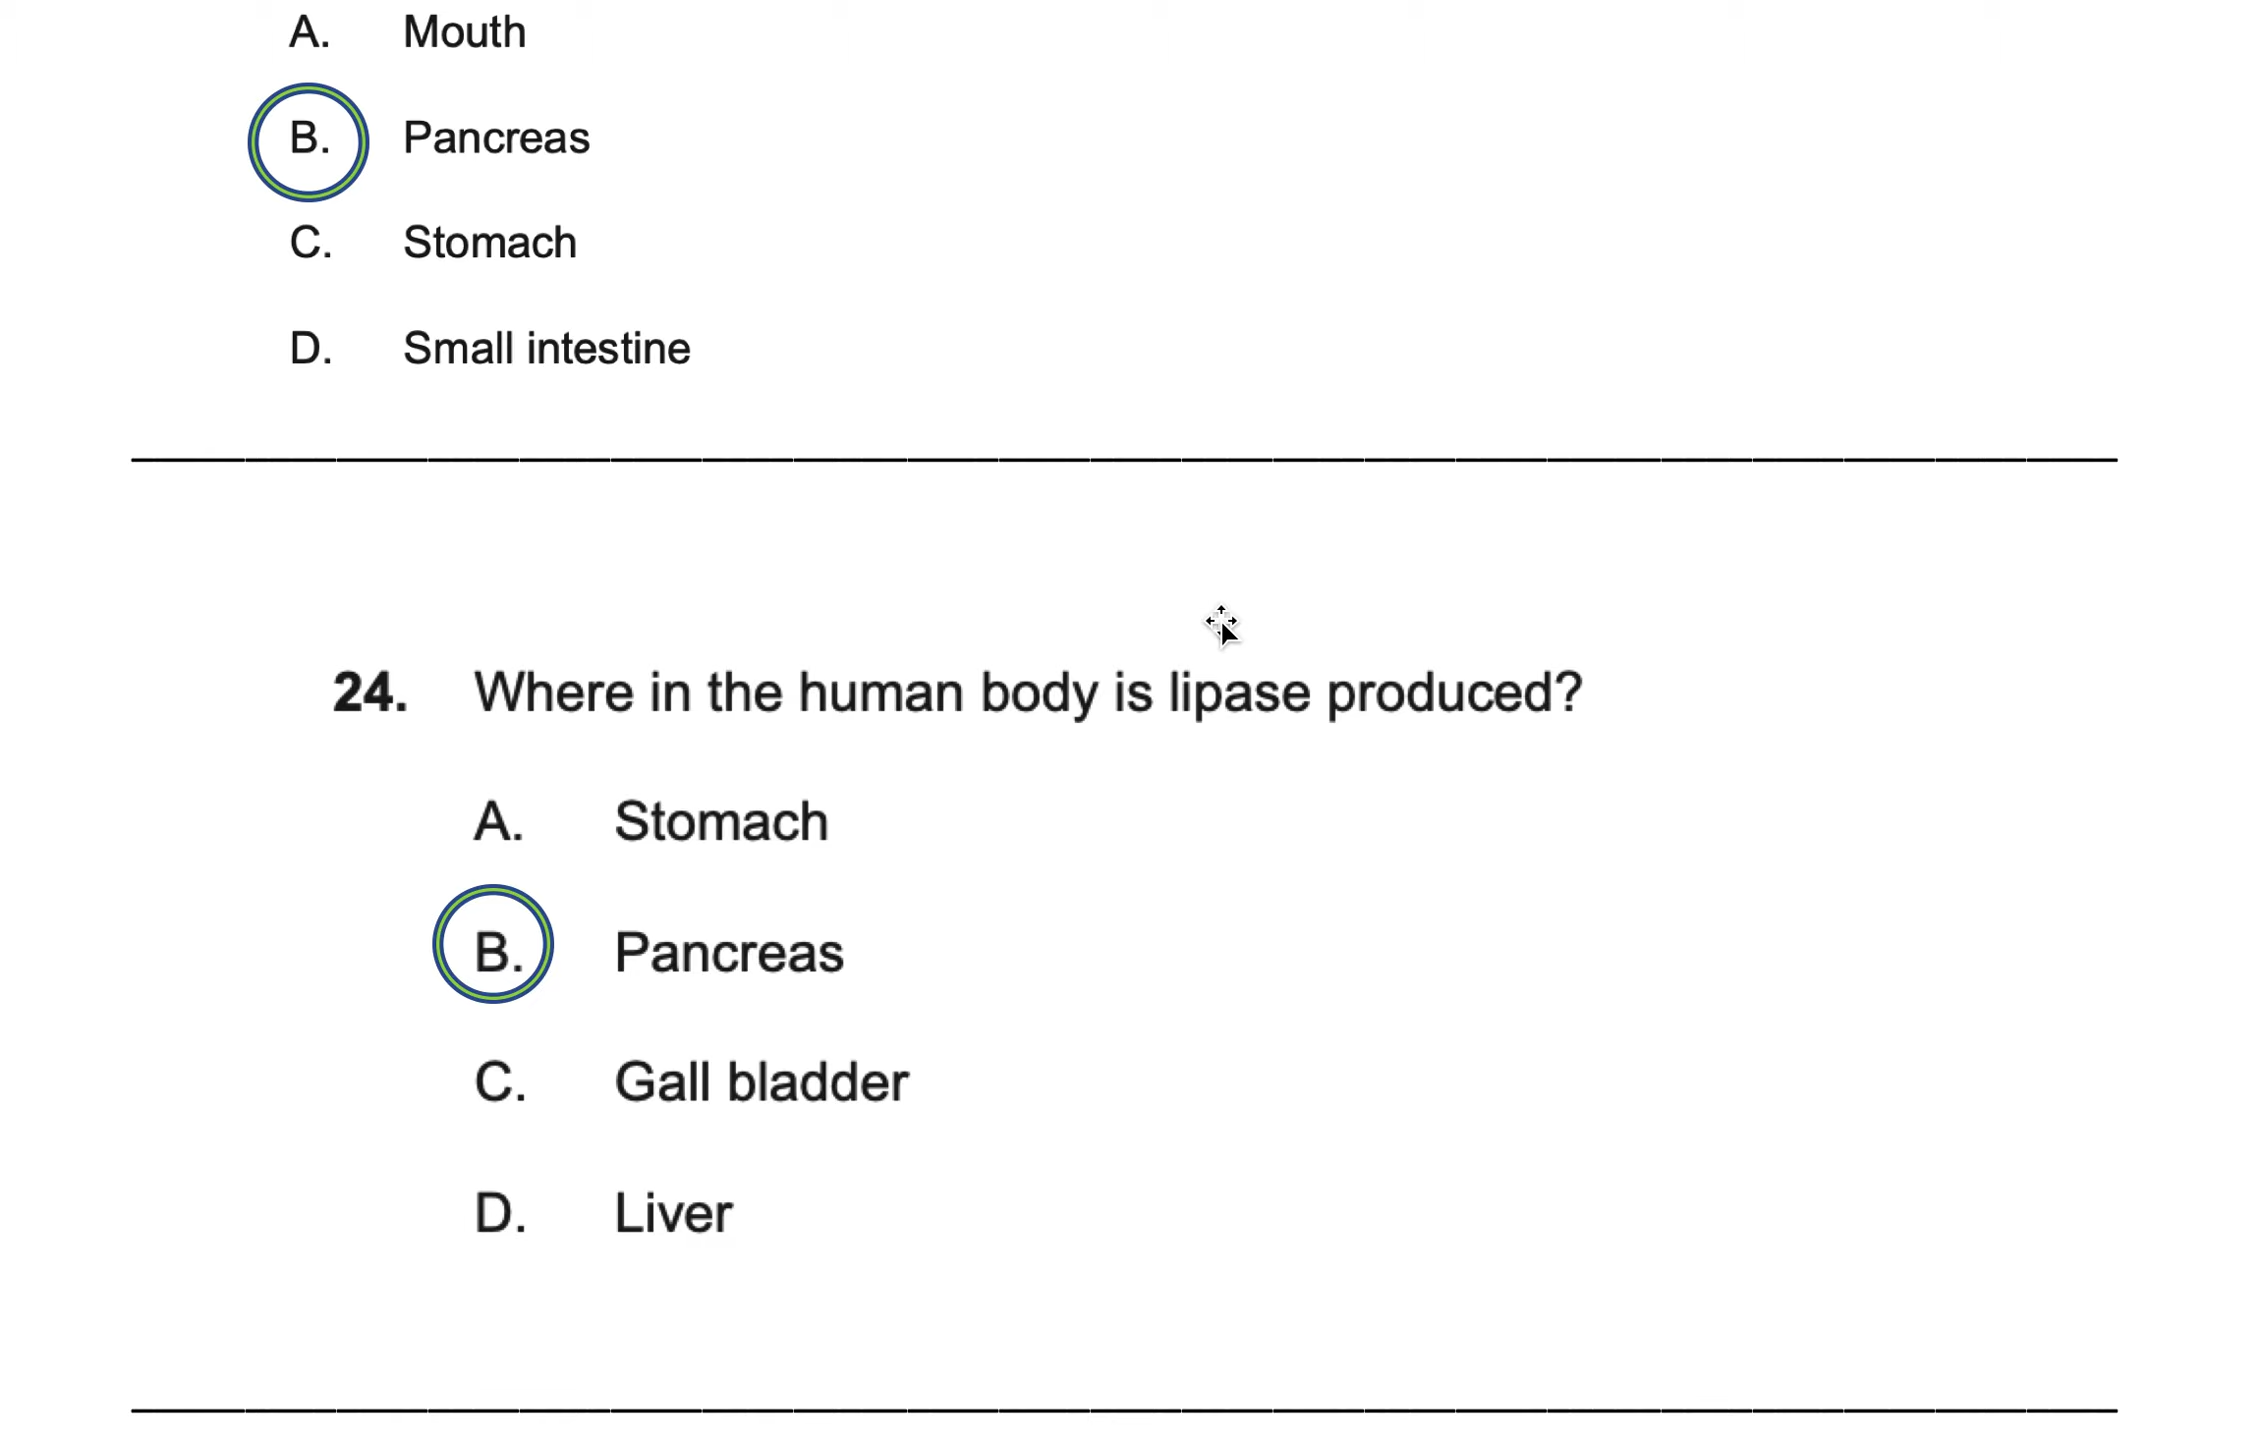 A. Mouth
B. Pancreas
C. Stomach
D. Small intestine
24. Where in the human body is lipase produced?
A. Stomach
B. Pancreas
C. Gall bladder
D. Liver